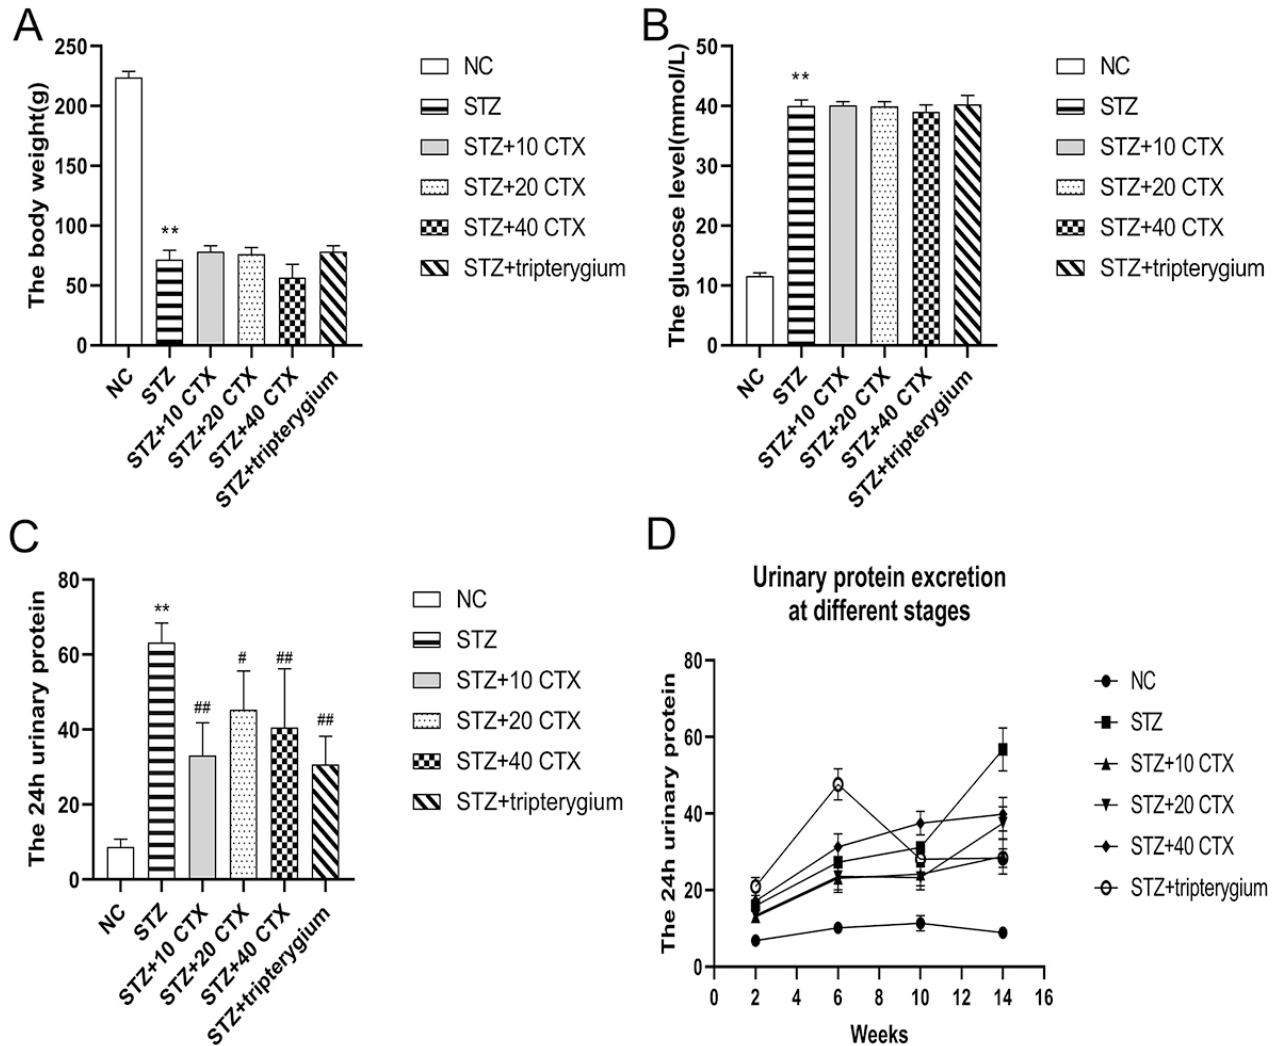 A
The body weight(g)
250
200
150
100
50
0
**
NC
STZ
STZ+10 CTX
STZ+20 CTX
STZ+40 CTX
STZ+tripterygium
NC
STZ
STZ+10 CTX
STZ+20 CTX
STZ+40 CTX
STZ+tripterygium
B
The glucose level(mmol/L)
50
40
30
20
10
0
**
NC
STZ
STZ+10 CTX
STZ+20 CTX
STZ+40 CTX
STZ+tripterygium
NC
STZ
STZ+10 CTX
STZ+20 CTX
STZ+40 CTX
STZ+tripterygium
C
The 24h urinary protein
80
60
40
20
0
**
##
#
##
##
NC
STZ
STZ+10 CTX
STZ+20 CTX
STZ+40 CTX
STZ+tripterygium
NC
STZ
STZ+10 CTX
STZ+20 CTX
STZ+40 CTX
STZ+tripterygium
D
Urinary protein excretion
at different stages
The 24h urinary protein
80
60
40
20
0
0 2 4 6 8 10 12 14 16
Weeks
NC
STZ
STZ+10 CTX
STZ+20 CTX
STZ+40 CTX
STZ+tripterygium